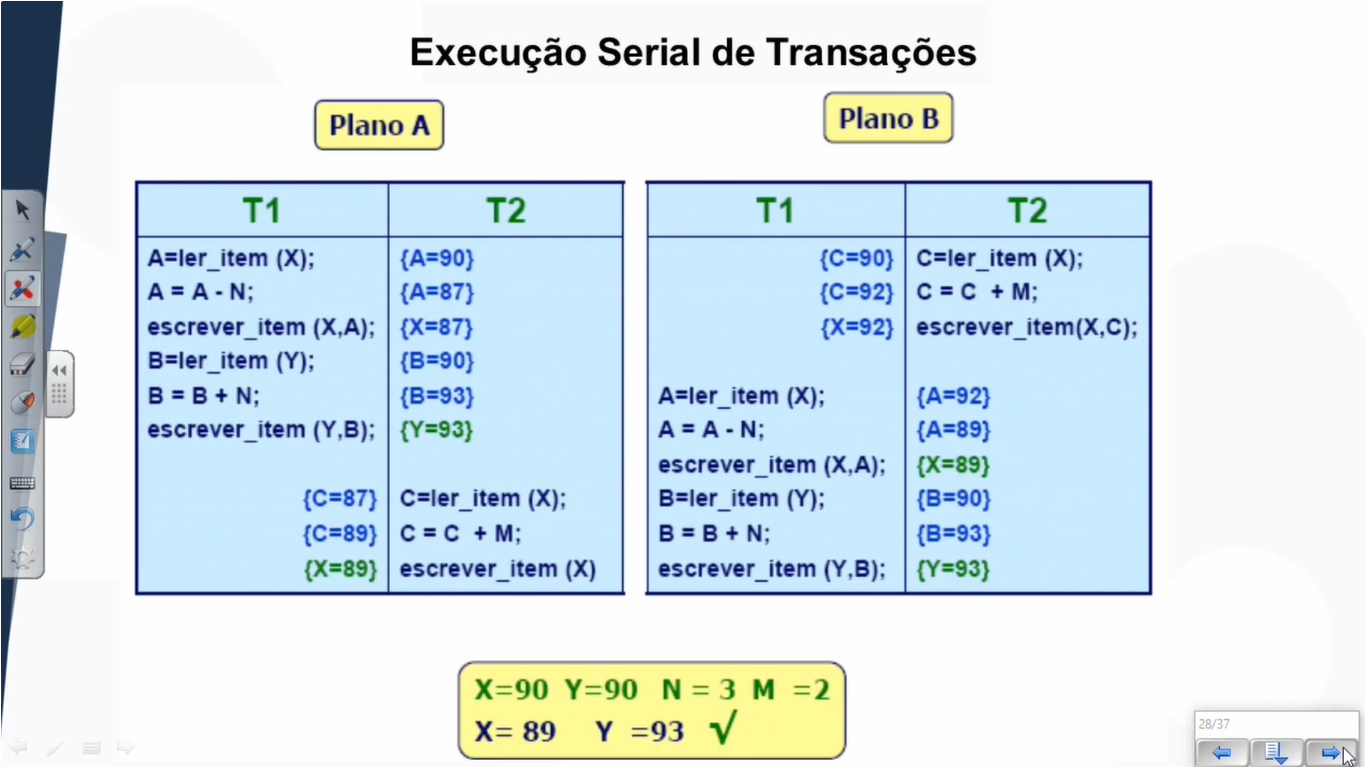 Execução Serial de Transações
Plano A
T1 T2
A=ler_item (X); {A=90}
A = A - N; {A=87}
escrever_item (X,A); {X=87}
B=ler_item (Y); {B=90}
B = B + N; {B=93}
escrever_item (Y,B); {Y=93}
{C=87} C=ler_item (X);
{C=89} C = C + M;
{X=89} escrever_item (X)
Plano B
T1 T2
{C=90} C=ler_item (X);
{C=92} C = C + M;
{X=92} escrever_item(X,C);
A=ler_item (X); {A=92}
A = A - N; {A=89}
escrever_item (X,A); {X=89}
B=ler_item (Y); {B=90}
B = B + N; {B=93}
escrever_item (Y,B); {Y=93}
X=90 Y=90 N = 3 M =2
X= 89 Y =93 √
28/37